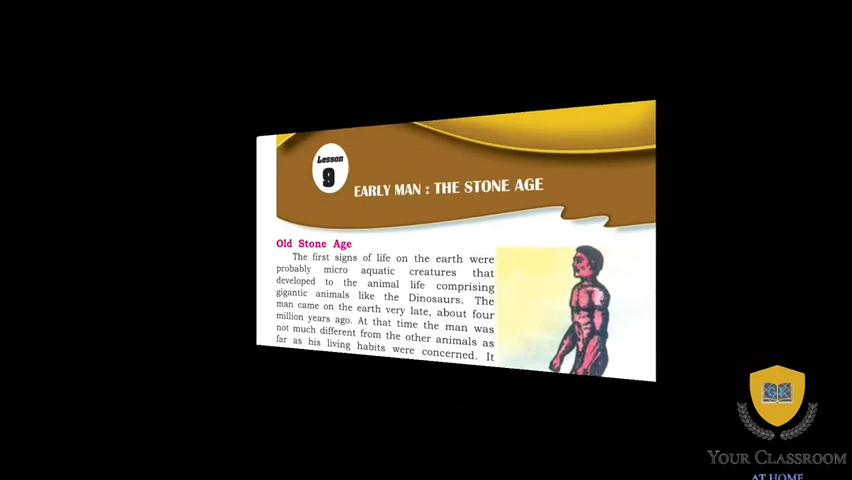 Lesson
9
EARLY MAN : THE STONE AGE
Old Stone Age
The first signs of life on the earth were
probably micro aquatic creatures that
developed to the animal life comprising
gigantic animals like the Dinosaurs. The
man came on the earth very late, about four
million years ago. At that time the man was
not much different from the other animals as
far as his living habits were concerned. It
YOUR CLASSROOM
AT HOME